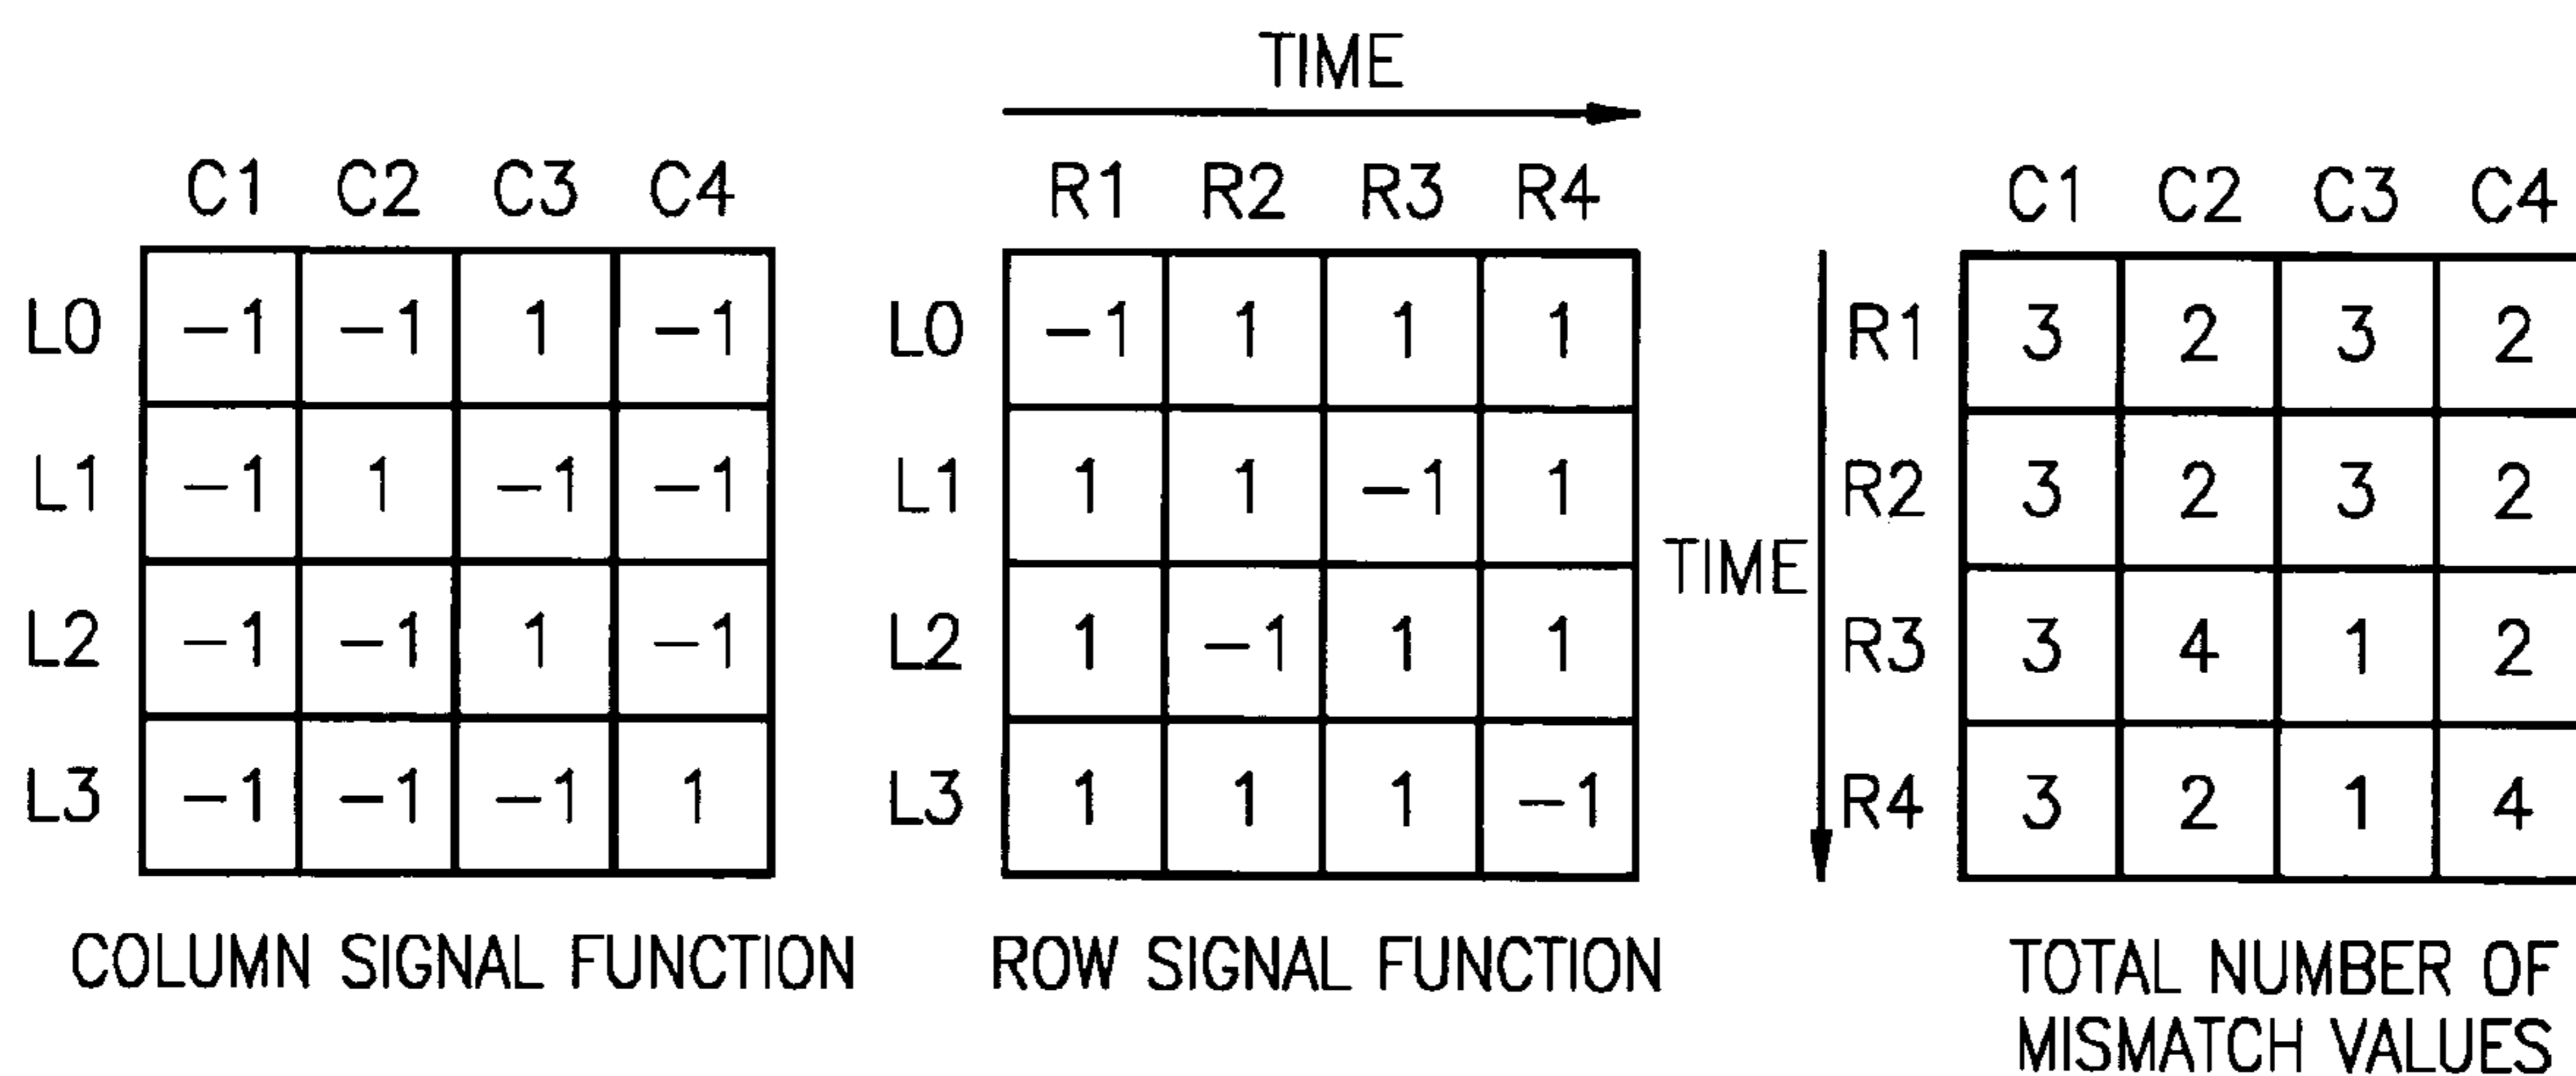 TIME
C1 C2 C3 C4
R1 R2 R3 R4
C1 C2 C3 C4
L0 −1 −1 1 −1
L0 −1 1 1 1
R1 3 2 3 2
L1 −1 1 −1 −1
L1 1 1 −1 1
R2 3 2 3 2
TIME
L2 −1 −1 1 −1
L2 1 −1 1 1
R3 3 4 1 2
L3 −1 −1 −1 1
L3 1 1 1 −1
R4 3 2 1 4
COLUMN SIGNAL FUNCTION
ROW SIGNAL FUNCTION
TOTAL NUMBER OF
MISMATCH VALUES